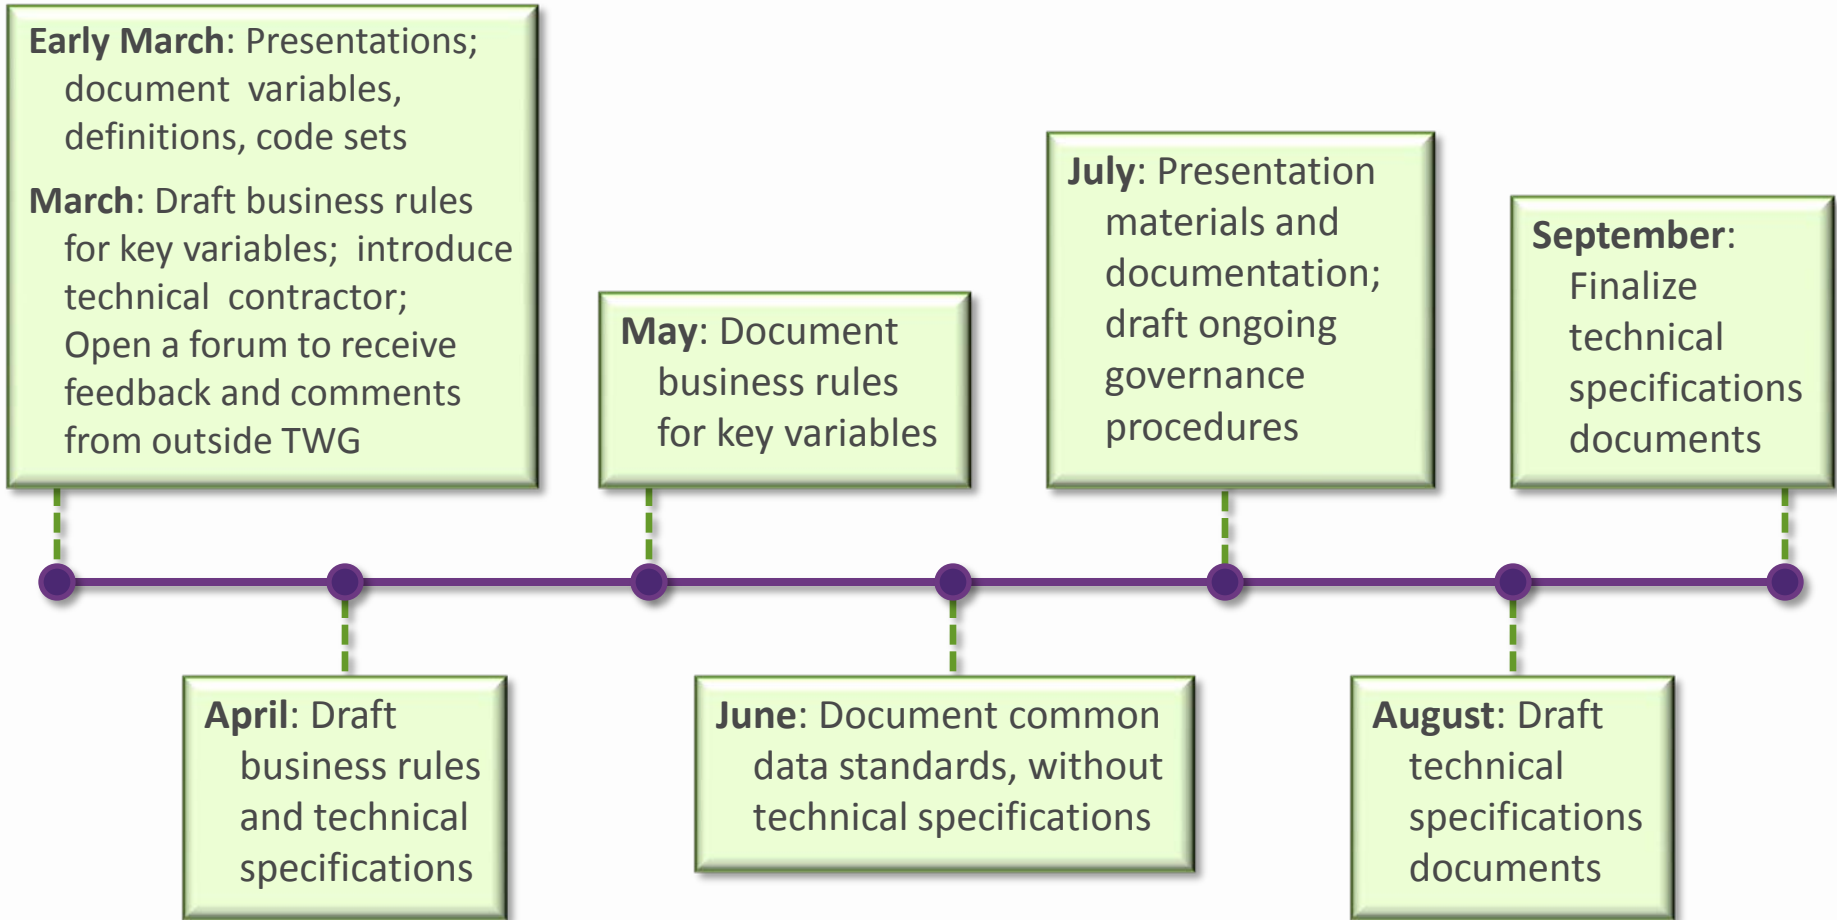 Early March: Presentations;
document variables,
definitions, code sets
March: Draft business rules
for key variables; introduce
technical contractor;
Open a forum to receive
feedback and comments
from outside TWG
April: Draft
business rules
and technical
specifications
May: Document
business rules
for key variables
June: Document common
data standards, without
technical specifications
July: Presentation
materials and
documentation;
draft ongoing
governance
procedures
August: Draft
technical
specifications
documents
September:
Finalize
technical
specifications
documents